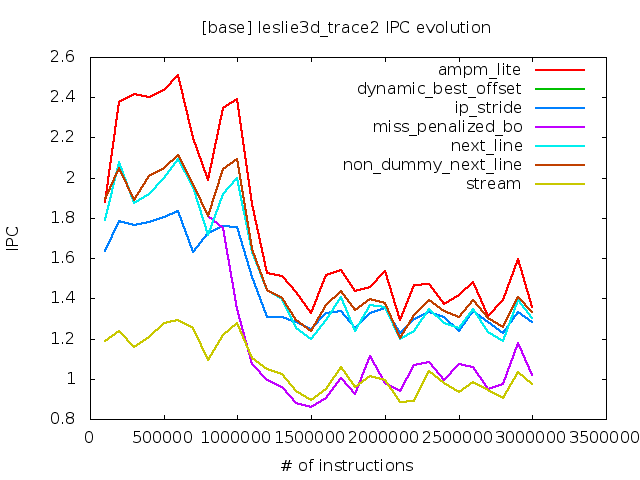 [base] leslie3d_trace2 IPC evolution
2.6
2.4
2.2
2
1.8
1.6
1.4
1.2
1
0.8
IPC
ampm_lite
dynamic_best_offset
ip_stride
miss_penalized_bo
next_line
non_dummy_next_line
stream
0 500000 1000000 1500000 2000000 2500000 3000000 3500000
# of instructions